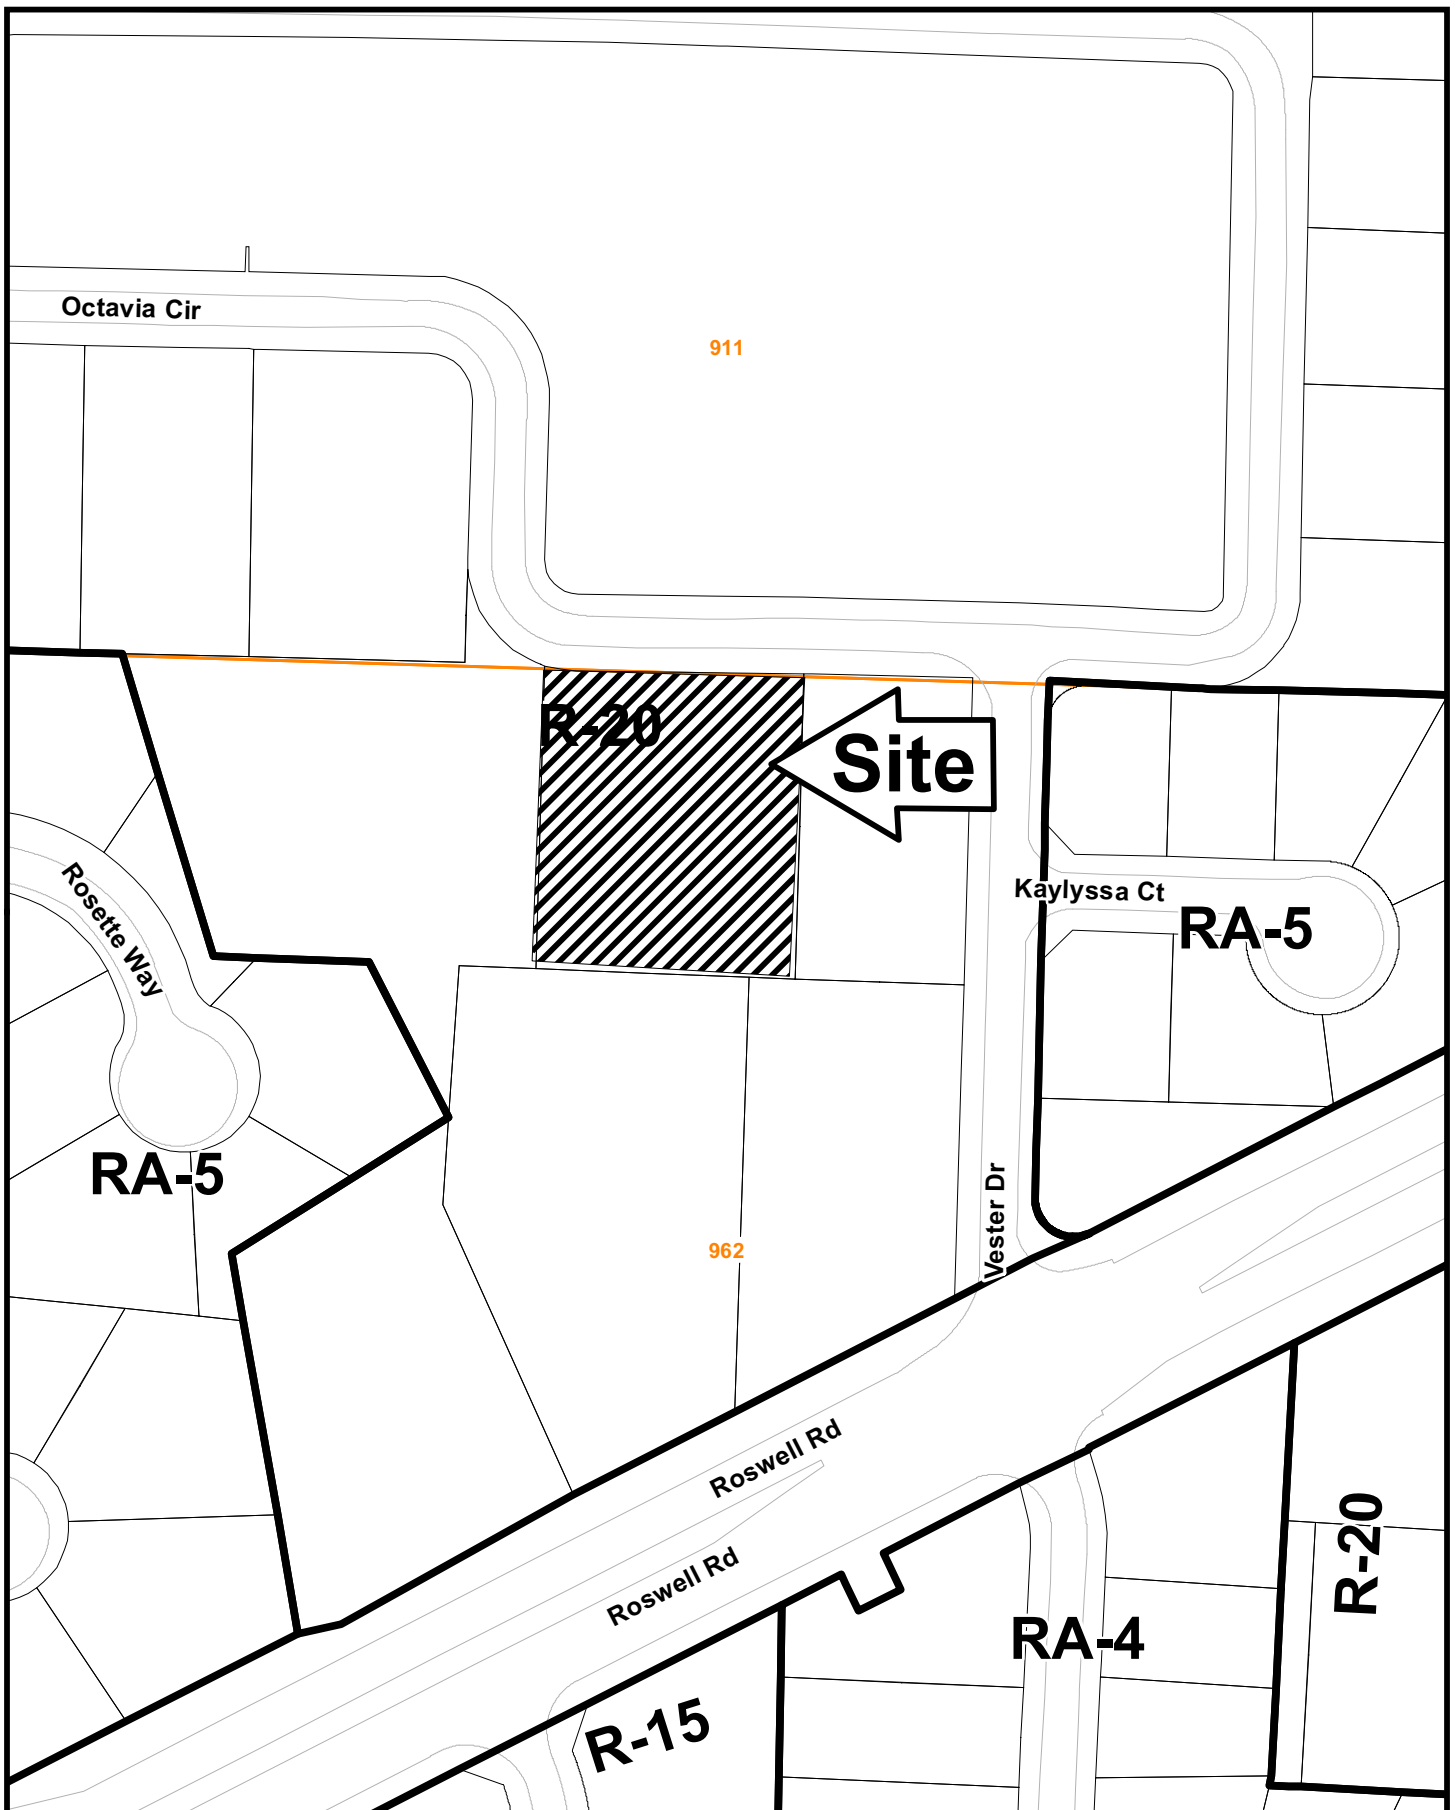 Octavia Cir
911
R-20
Site
Rosette Way
Kaylyssa Ct
RA-5
RA-5
Vester Dr
962
Roswell Rd
Roswell Rd
R-20
RA-4
R-15